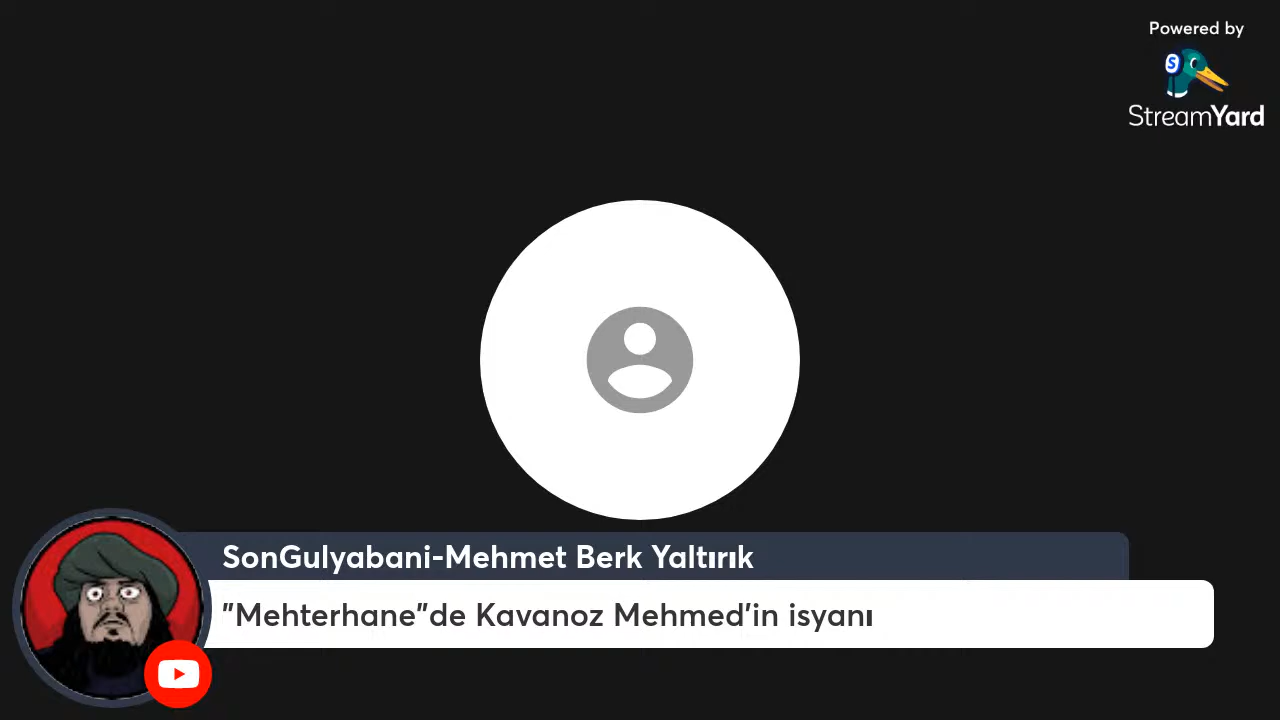 Powered by
S
StreamYard
SonGulyabani-Mehmet Berk Yaltırık
"Mehterhane"de Kavanoz Mehmed'in isyanı